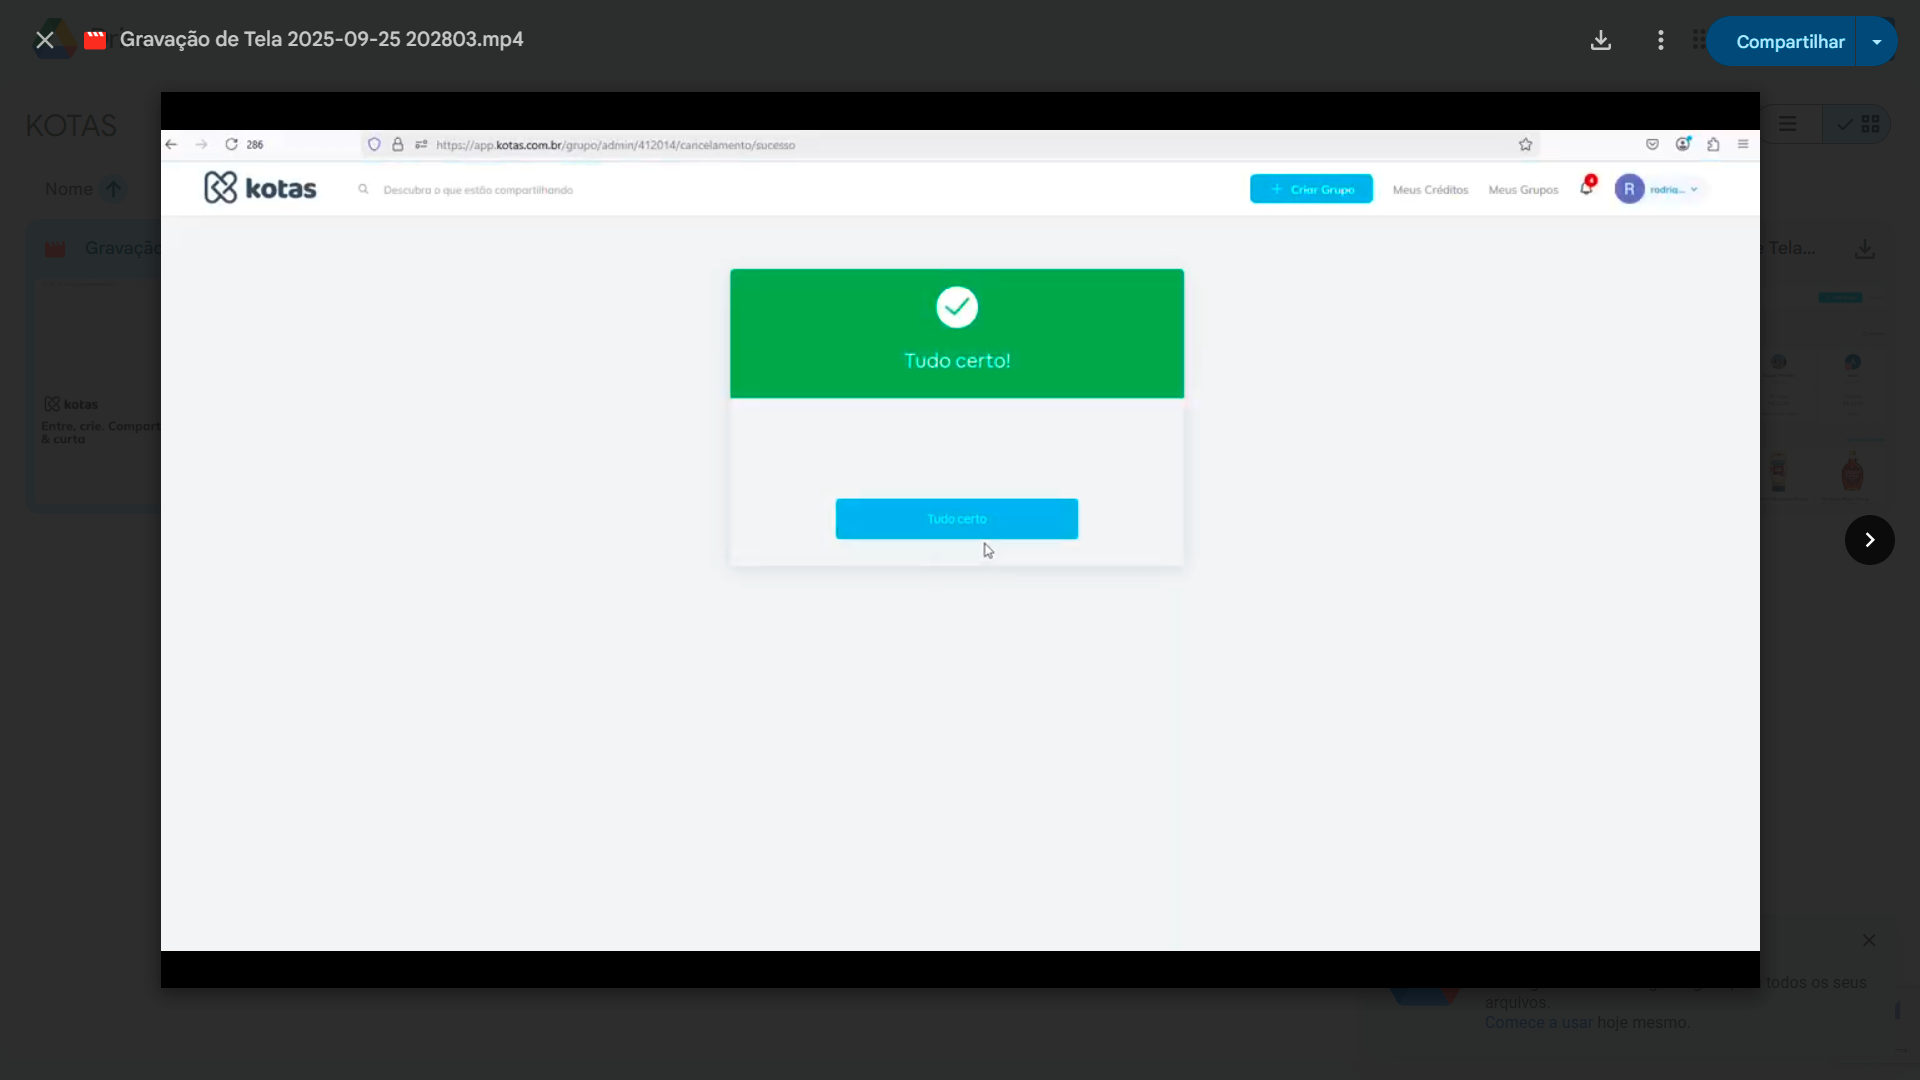 Gravação de Tela 2025-09-25 202803.mp4
Compartilhar
KOTAS
286
https://app.kotas.com.br/grupo/admin/412014/cancelamento/sucesso
Nome
kotas
Descubra o que estão compartilhando
+ Criar Grupo
Meus Créditos
Meus Grupos
4
R
rodrig...
Gravação
Tela...
Tudo certo!
kotas
Entre, crie. Compart
& curta
Tudo certo
todos os seus
arquivos.
Comece a usar hoje mesmo.